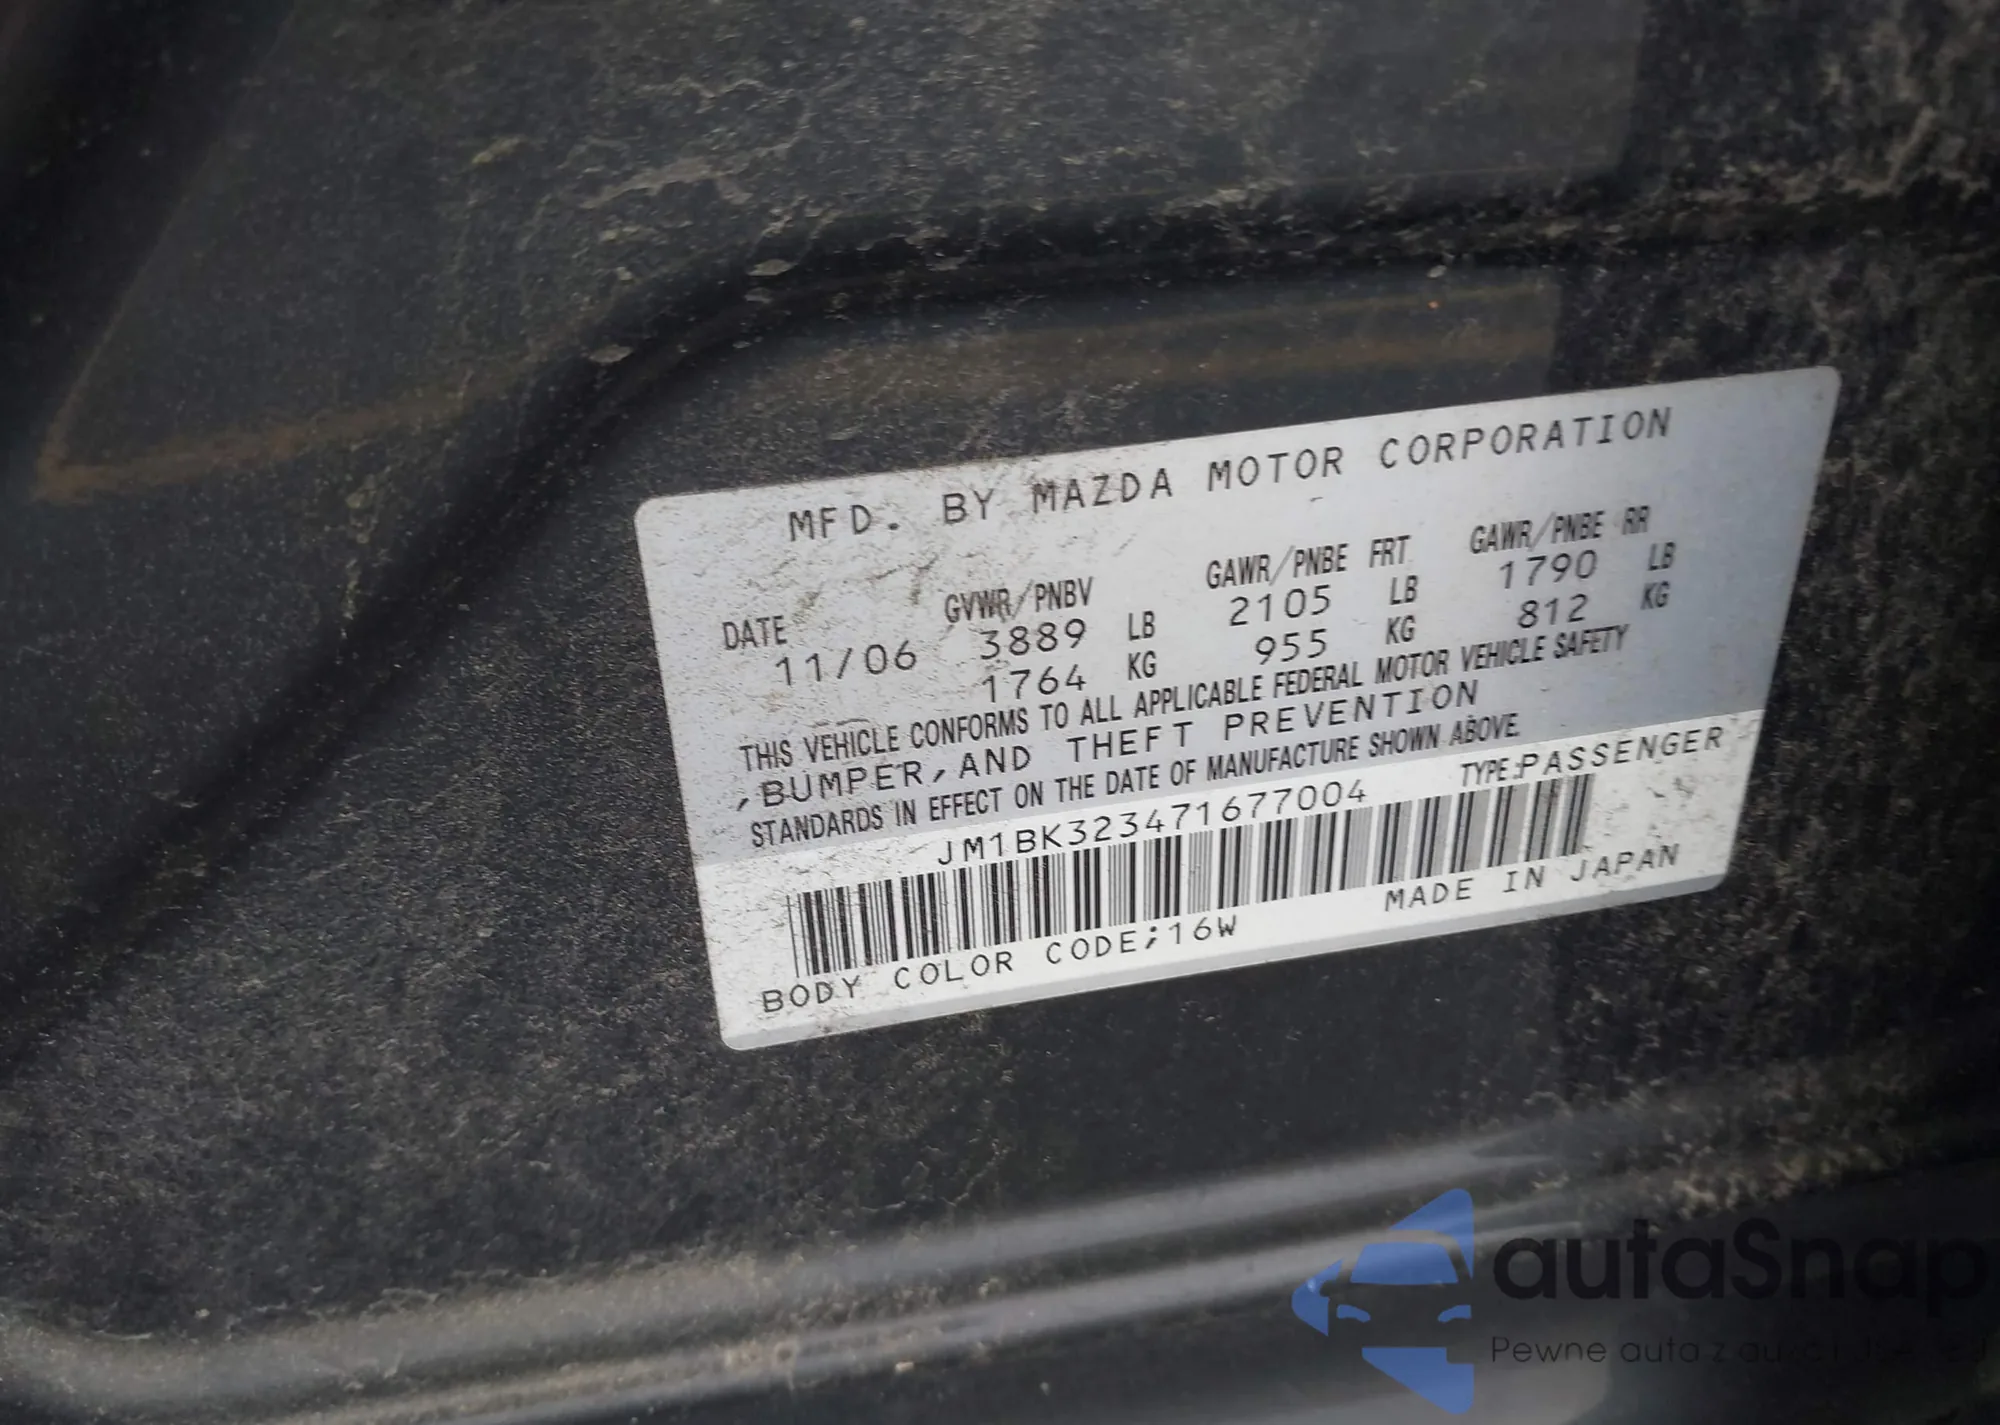 MFD. BY MAZDA MOTOR CORPORATION
DATE GVWR/PNBV GAWR/PNBE FRT GAWR/PNBE RR
11/06 3889 LB 2105 LB 1790 LB
1764 KG 955 KG 812 KG
THIS VEHICLE CONFORMS TO ALL APPLICABLE FEDERAL MOTOR VEHICLE SAFETY
,BUMPER,AND THEFT PREVENTION
STANDARDS IN EFFECT ON THE DATE OF MANUFACTURE SHOWN ABOVE.
JM1BK323471677004 TYPE:PASSENGER
BODY COLOR CODE;16W MADE IN JAPAN
autaSnap
Pewne auta z